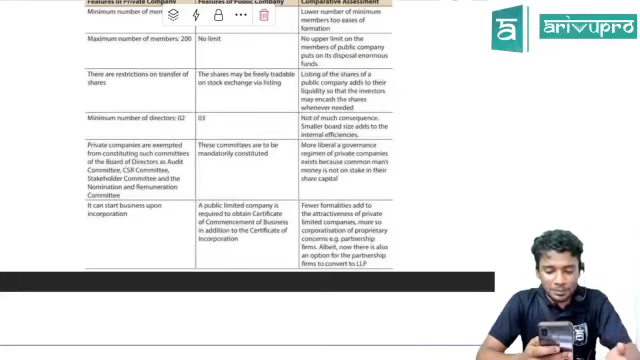 Features of Private Company
Features of Public Company
Comparative Assessment
Minimum number of mem
Lower number of minimum
members too eases of
formation
Maximum number of members: 200
No limit
No upper limit on the
members of public company
puts on its disposal enormous
funds.
There are restrictions on transfer of
shares
The shares may be freely tradable
on stock exchange via listing
Listing of the shares of a
public company adds to their
liquidity so that the investors
may encash the shares
whenever needed
Minimum number of directors: 02
03
Not of much consequence.
Smaller board size adds to the
internal efficiencies.
Private companies are exempted
from constituting such committees
of the Board of Directors as Audit
Committee, CSR Committee,
Stakeholder Committee and the
Nomination and Remuneration
Committee
These committees are to be
mandatorily constituted
More liberal a governance
regimen of private companies
exists because common man's
money is not on stake in their
share capital
It can start business upon
incorporation
A public limited company is
required to obtain Certificate
of Commencement of Business
in addition to the Certificate of
Incorporation
Fewer formalities add to
the attractiveness of private
limited companies, more so
corporatisation of proprietary
concerns e.g. partnership
firms. Albeit, now there is also
an option for the partnership
firms to convert to LLP
अ
ARIVUPRO